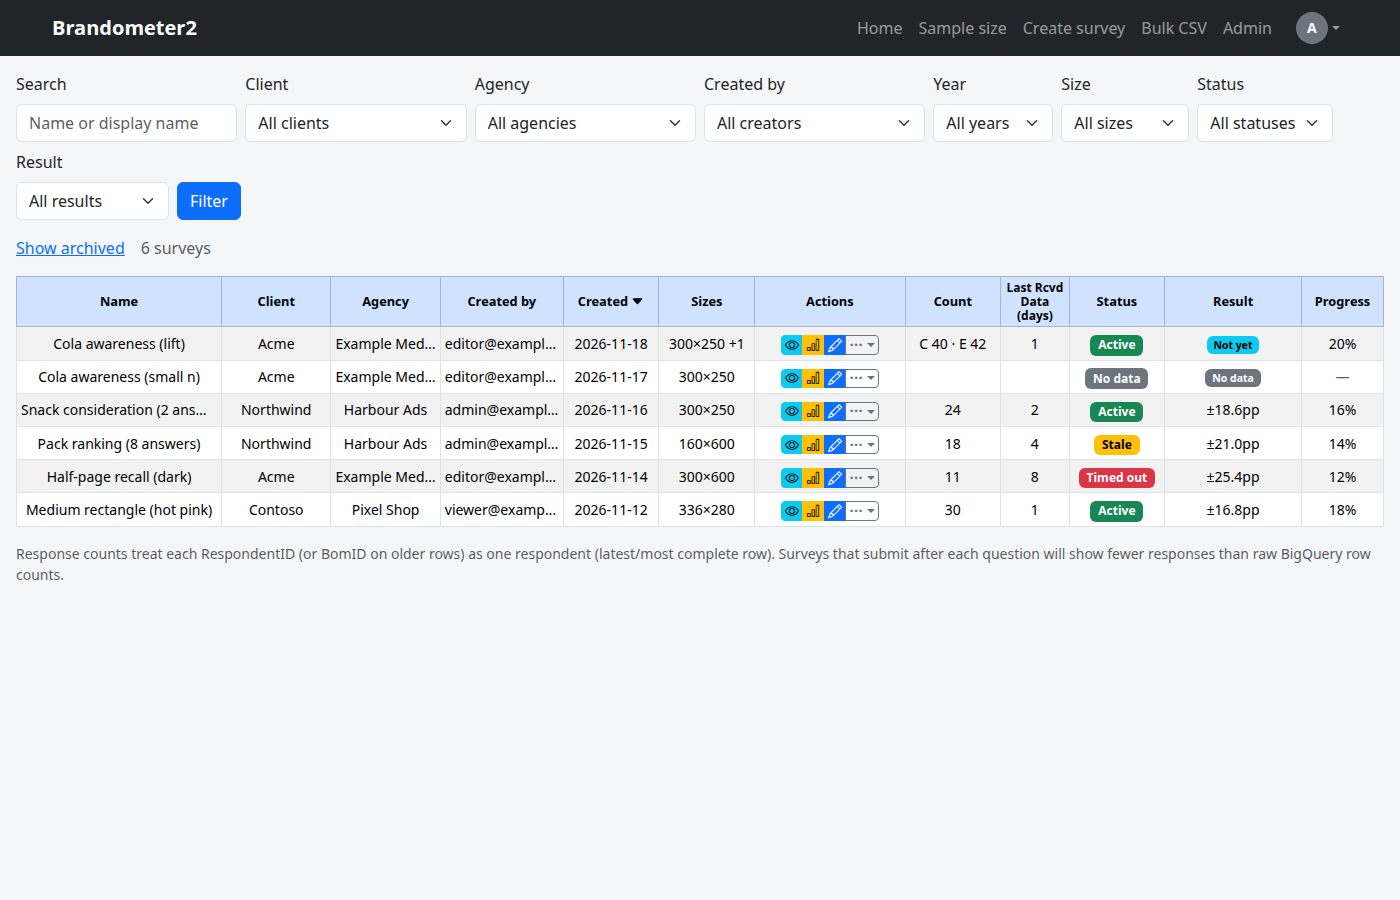 Brandometer2
Home Sample size Create survey Bulk CSV Admin A
Search Client Agency Created by Year Size Status
Name or display name All clients All agencies All creators All years All sizes All statuses
Result
All results Filter
Show archived 6 surveys
Name Client Agency Created by Created Sizes Actions Count Last Rcvd Data (days) Status Result Progress
Cola awareness (lift) Acme Example Med... editor@exampl... 2026-11-18 300×250 +1 C 40 · E 42 1 Active Not yet 20%
Cola awareness (small n) Acme Example Med... editor@exampl... 2026-11-17 300×250 No data No data —
Snack consideration (2 ans... Northwind Harbour Ads admin@exampl... 2026-11-16 300×250 24 2 Active ±18.6pp 16%
Pack ranking (8 answers) Northwind Harbour Ads admin@exampl... 2026-11-15 160×600 18 4 Stale ±21.0pp 14%
Half-page recall (dark) Acme Example Med... editor@exampl... 2026-11-14 300×600 11 8 Timed out ±25.4pp 12%
Medium rectangle (hot pink) Contoso Pixel Shop viewer@examp... 2026-11-12 336×280 30 1 Active ±16.8pp 18%
Response counts treat each RespondentID (or BomID on older rows) as one respondent (latest/most complete row). Surveys that submit after each question will show fewer responses than raw BigQuery row
counts.